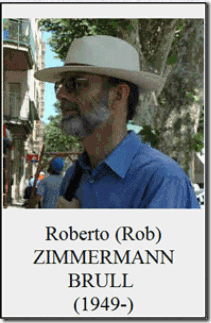 Roberto (Rob)
ZIMMERMANN
BRULL
(1949-)